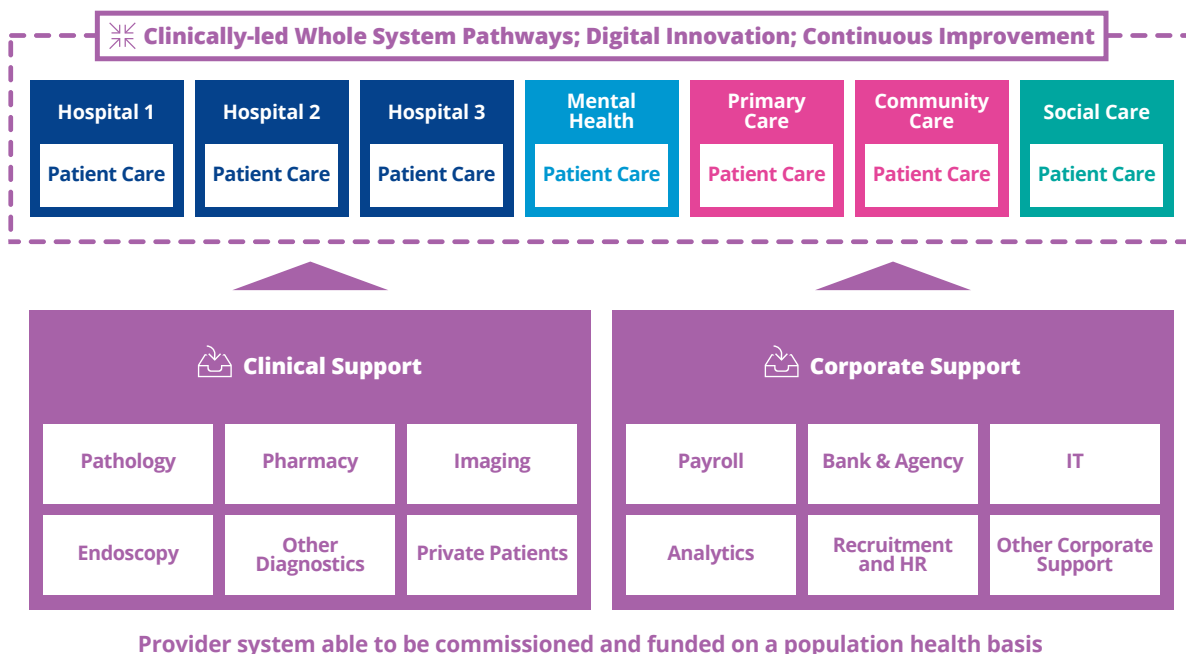 Clinically-led Whole System Pathways; Digital Innovation; Continuous Improvement
Hospital 1
Patient Care
Hospital 2
Patient Care
Hospital 3
Patient Care
Mental
Health
Patient Care
Primary
Care
Patient Care
Community
Care
Patient Care
Social Care
Patient Care
Clinical Support
Pathology
Pharmacy
Imaging
Endoscopy
Other
Diagnostics
Private Patients
Corporate Support
Payroll
Bank & Agency
IT
Analytics
Recruitment
and HR
Other Corporate
Support
Provider system able to be commissioned and funded on a population health basis